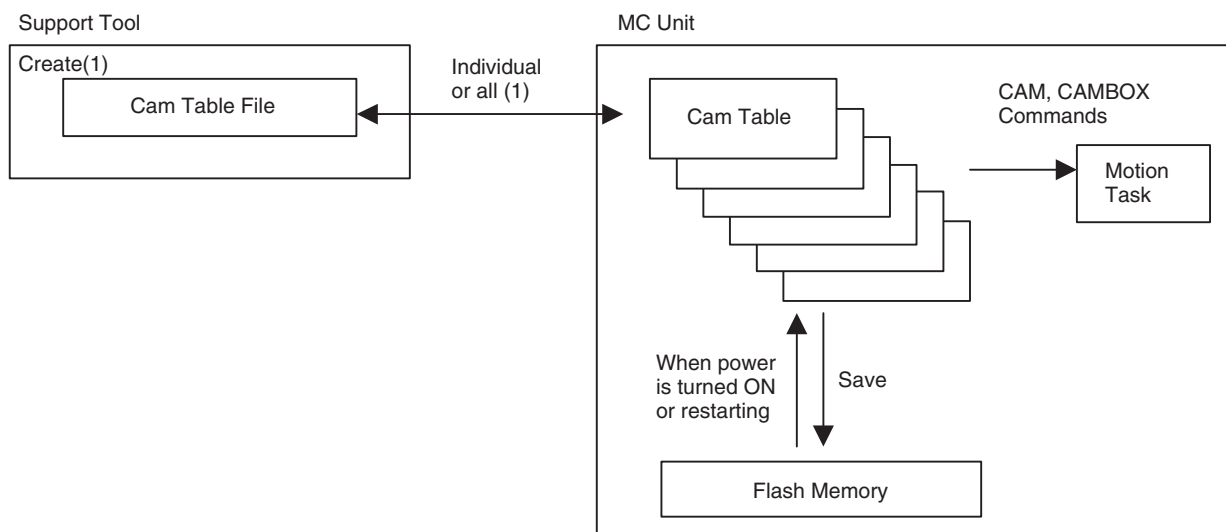 Support Tool
MC Unit
Create(1)
Cam Table File
Individual
or all (1)
Cam Table
CAM, CAMBOX
Commands
Motion
Task
When power
is turned ON
or restarting
Save
Flash Memory